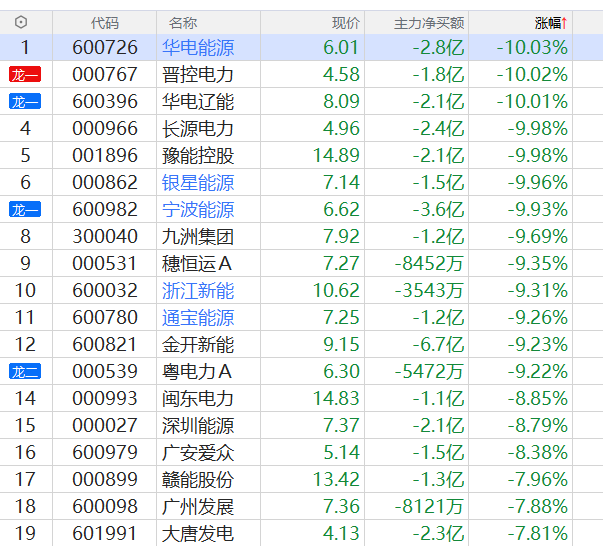 代码 名称 现价 主力净买额 涨幅↑
1 600726 华电能源 6.01 -2.8亿 -10.03%
龙一 000767 晋控电力 4.58 -1.8亿 -10.02%
龙一 600396 华电辽能 8.09 -2.1亿 -10.01%
4 000966 长源电力 4.96 -2.4亿 -9.98%
5 001896 豫能控股 14.89 -2.1亿 -9.98%
6 000862 银星能源 7.14 -1.5亿 -9.96%
龙一 600982 宁波能源 6.62 -3.6亿 -9.93%
8 300040 九洲集团 7.92 -1.2亿 -9.69%
9 000531 穗恒运A 7.27 -8452万 -9.35%
10 600032 浙江新能 10.62 -3543万 -9.31%
11 600780 通宝能源 7.25 -1.2亿 -9.26%
12 600821 金开新能 9.15 -6.7亿 -9.23%
龙二 000539 粤电力A 6.30 -5472万 -9.22%
14 000993 闽东电力 14.83 -1.1亿 -8.85%
15 000027 深圳能源 7.37 -2.1亿 -8.79%
16 600979 广安爱众 5.14 -1.5亿 -8.38%
17 000899 赣能股份 13.42 -1.3亿 -7.96%
18 600098 广州发展 7.36 -8121万 -7.88%
19 601991 大唐发电 4.13 -2.3亿 -7.81%